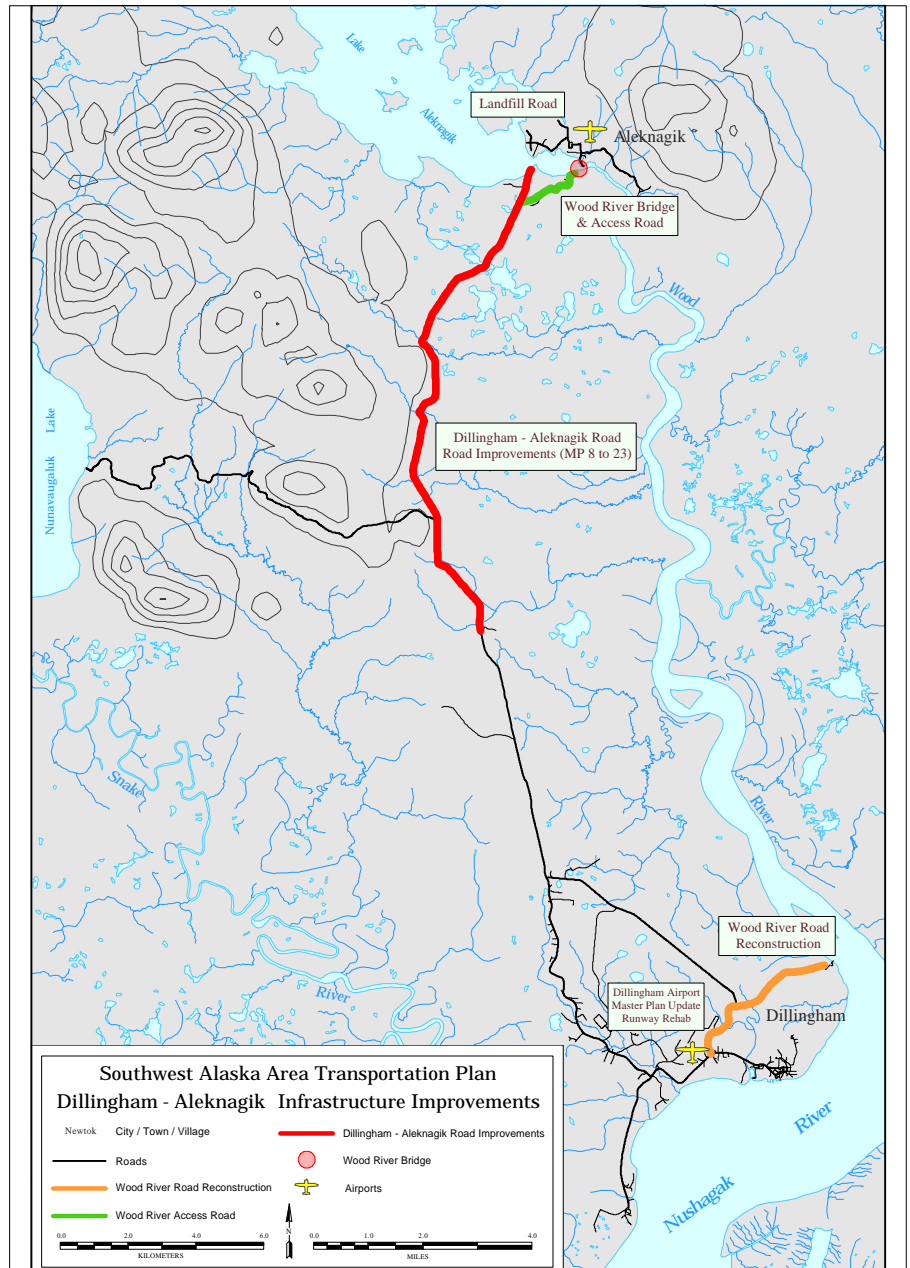 Lake
Aleknagik
Landfill Road
Aleknagik
Wood River Bridge
& Access Road
Wood
Dillingham - Aleknagik Road
Road Improvements (MP 8 to 23)
Nunavaugaluk Lake
Snake
River
River
Wood River Road
Reconstruction
Dillingham Airport
Master Plan Update
Runway Rehab
Dillingham
Nushagak
River
Southwest Alaska Area Transportation Plan
Dillingham - Aleknagik Infrastructure Improvements
Newtok City / Town / Village
Roads
Wood River Road Reconstruction
Wood River Access Road
Dillingham - Aleknagik Road Improvements
Wood River Bridge
Airports
N
0.0 2.0 4.0 6.0
KILOMETERS
0.0 1.0 2.0 4.0
MILES